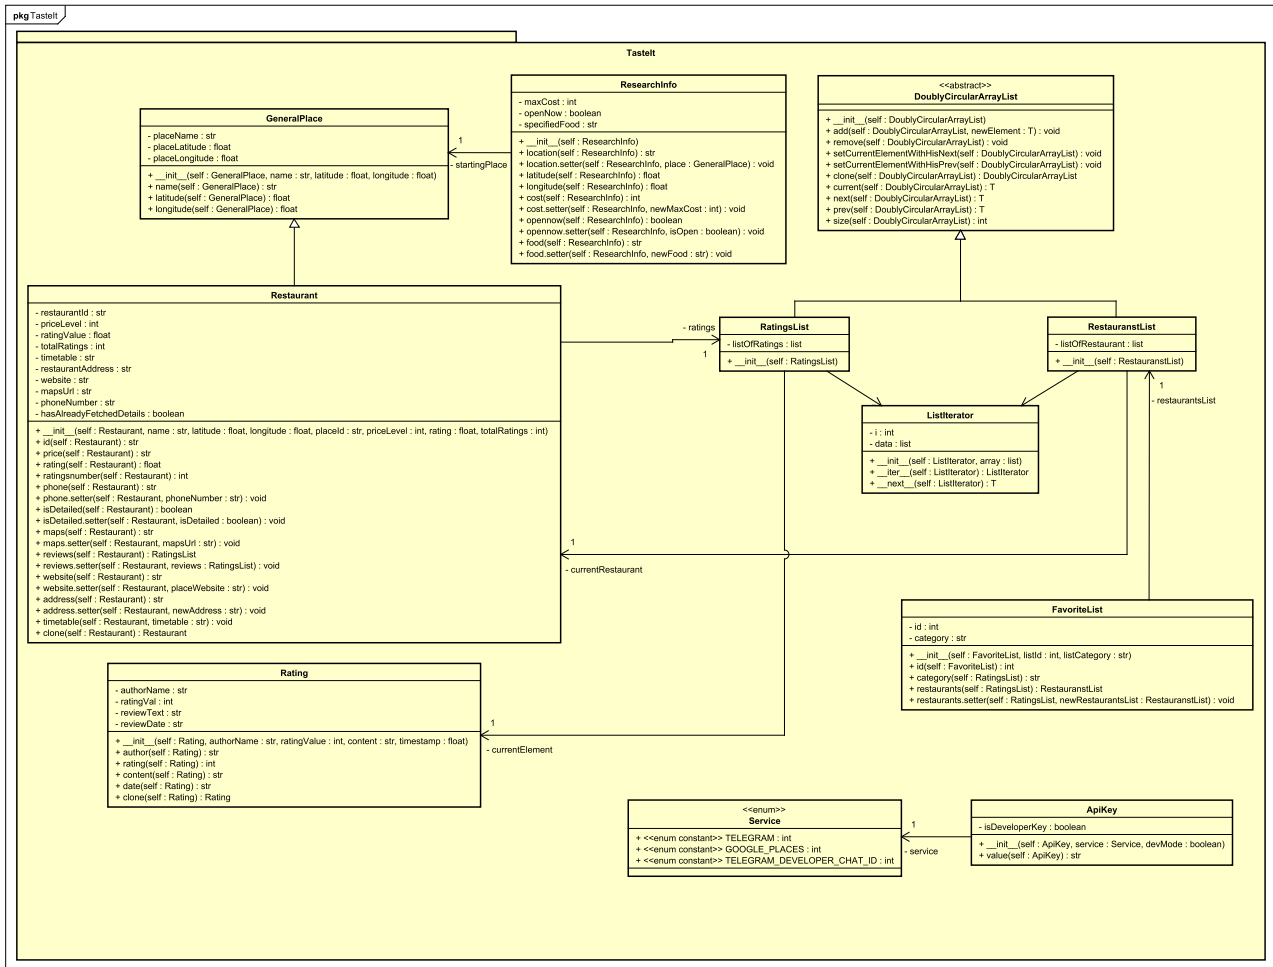 pkg TasteIt
TasteIt
GeneralPlace
- placeName : str
- placeLatitude : float
- placeLongitude : float
+ __init__(self : GeneralPlace, name : str, latitude : float, longitude : float)
+ name(self : GeneralPlace) : str
+ latitude(self : GeneralPlace) : float
+ longitude(self : GeneralPlace) : float
1
- startingPlace
ResearchInfo
- maxCost : int
- openNow : boolean
- specifiedFood : str
+ __init__(self : ResearchInfo)
+ location(self : ResearchInfo) : str
+ location.setter(self : ResearchInfo, place : GeneralPlace) : void
+ latitude(self : ResearchInfo) : float
+ longitude(self : ResearchInfo) : float
+ cost(self : ResearchInfo) : int
+ cost.setter(self : ResearchInfo, newMaxCost : int) : void
+ opennow(self : ResearchInfo) : boolean
+ opennow.setter(self : ResearchInfo, isOpen : boolean) : void
+ food(self : ResearchInfo) : str
+ food.setter(self : ResearchInfo, newFood : str) : void
<<abstract>>
DoublyCircularArrayList
+ __init__(self : DoublyCircularArrayList)
+ add(self : DoublyCircularArrayList, newElement : T) : void
+ remove(self : DoublyCircularArrayList) : void
+ setCurrentElementWithHisNext(self : DoublyCircularArrayList) : void
+ setCurrentElementWithHisPrev(self : DoublyCircularArrayList) : void
+ clone(self : DoublyCircularArrayList) : DoublyCircularArrayList
+ current(self : DoublyCircularArrayList) : T
+ next(self : DoublyCircularArrayList) : T
+ prev(self : DoublyCircularArrayList) : T
+ size(self : DoublyCircularArrayList) : int
Restaurant
- restaurantId : str
- priceLevel : int
- ratingValue : float
- totalRatings : int
- timetable : str
- restaurantAddress : str
- website : str
- mapsUrl : str
- phoneNumber : str
- hasAlreadyFetchedDetails : boolean
+ __init__(self : Restaurant, name : str, latitude : float, longitude : float, placeId : str, priceLevel : int, rating : float, totalRatings : int)
+ id(self : Restaurant) : str
+ price(self : Restaurant) : str
+ rating(self : Restaurant) : float
+ ratingsnumber(self : Restaurant) : int
+ phone(self : Restaurant) : str
+ phone.setter(self : Restaurant, phoneNumber : str) : void
+ isDetailed(self : Restaurant) : boolean
+ isDetailed.setter(self : Restaurant, isDetailed : boolean) : void
+ maps(self : Restaurant) : str
+ maps.setter(self : Restaurant, mapsUrl : str) : void
+ reviews(self : Restaurant) : RatingsList
+ reviews.setter(self : Restaurant, reviews : RatingsList) : void
+ website(self : Restaurant) : str
+ website.setter(self : Restaurant, placeWebsite : str) : void
+ address(self : Restaurant) : str
+ address.setter(self : Restaurant, newAddress : str) : void
+ timetable(self : Restaurant, timetable : str) : void
+ clone(self : Restaurant) : Restaurant
- ratings
1
RatingsList
- listOfRatings : list
+ __init__(self : RatingsList)
RestauranstList
- listOfRestaurant : list
+ __init__(self : RestauranstList)
1
- restaurantsList
ListIterator
- i : int
- data : list
+ __init__(self : ListIterator, array : list)
+ __iter__(self : ListIterator) : ListIterator
+ __next__(self : ListIterator) : T
1
- currentRestaurant
FavoriteList
- id : int
- category : str
+ __init__(self : FavoriteList, listId : int, listCategory : str)
+ id(self : FavoriteList) : int
+ category(self : RatingsList) : str
+ restaurants(self : RatingsList) : RestauranstList
+ restaurants.setter(self : RatingsList, newRestaurantsList : RestauranstList) : void
Rating
- authorName : str
- ratingVal : int
- reviewText : str
- reviewDate : str
+ __init__(self : Rating, authorName : str, ratingValue : int, content : str, timestamp : float)
+ author(self : Rating) : str
+ rating(self : Rating) : int
+ content(self : Rating) : str
+ date(self : Rating) : str
+ clone(self : Rating) : Rating
1
- currentElement
<<enum>>
Service
+ <<enum constant>> TELEGRAM : int
+ <<enum constant>> GOOGLE_PLACES : int
+ <<enum constant>> TELEGRAM_DEVELOPER_CHAT_ID : int
1
- service
ApiKey
- isDeveloperKey : boolean
+ __init__(self : ApiKey, service : Service, devMode : boolean)
+ value(self : ApiKey) : str